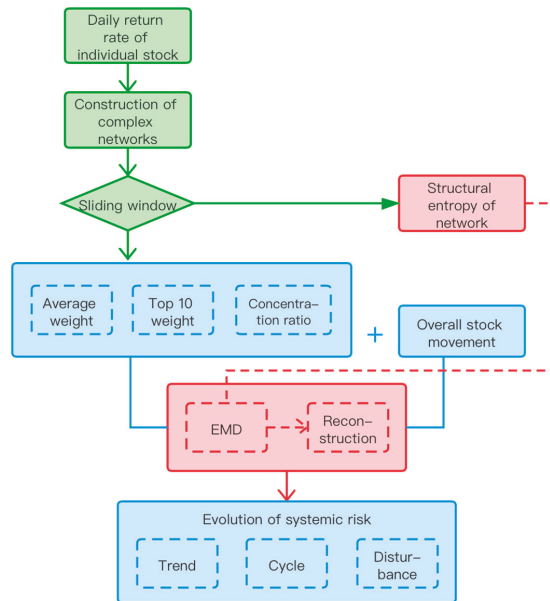 Daily return
rate of
individual stock
Construction of
complex
networks
Sliding window
Structural
entropy of
network
Average
weight
Top 10
weight
Concentra–
tion ratio
+
Overall stock
movement
EMD
Recon–
struction
Evolution of systemic risk
Trend
Cycle
Distur–
bance